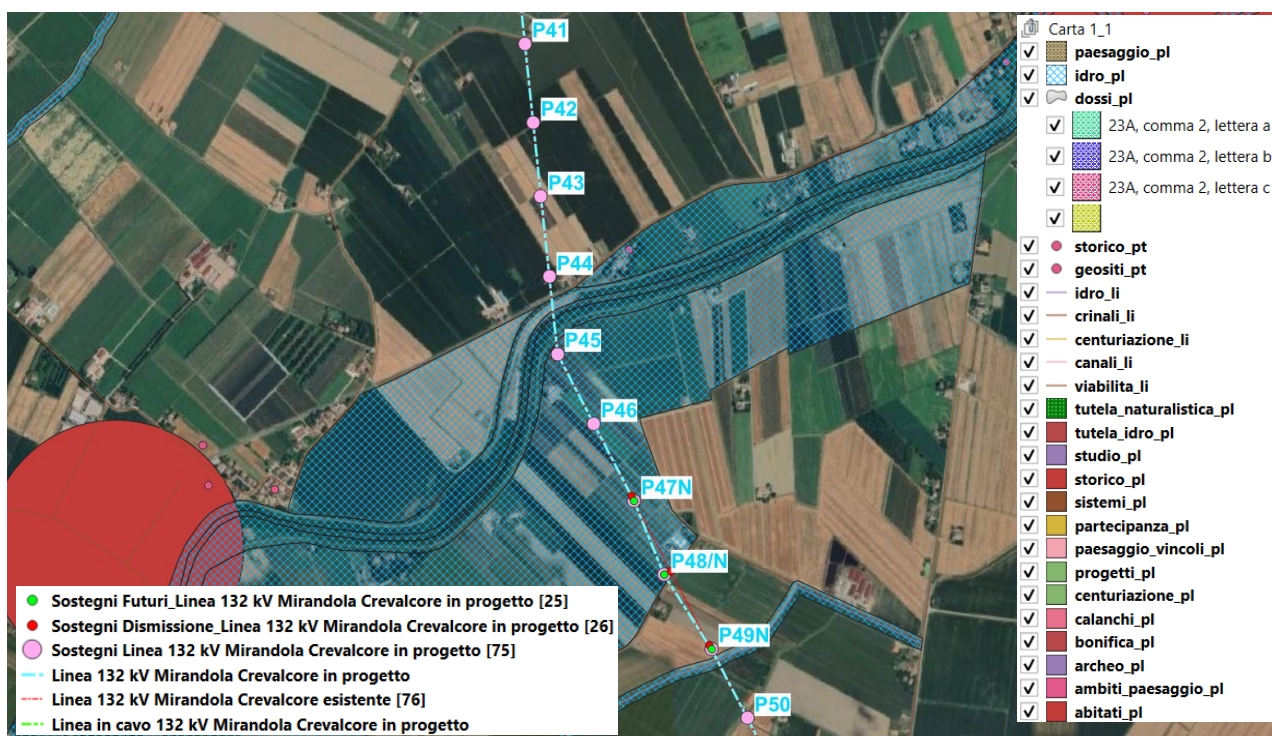 P41
P42
P43
P44
P45
P46
P47N
P48/N
P49N
P50
Carta 1_1
paesaggio_pl
idro_pl
dossi_pl
23A, comma 2, lettera a
23A, comma 2, lettera b
23A, comma 2, lettera c
storico_pt
geositi_pt
idro_li
crinali_li
centuriazione_li
canali_li
viabilita_li
tutela_naturalistica_pl
tutela_idro_pl
studio_pl
storico_pl
sistemi_pl
partecipanza_pl
paesaggio_vincoli_pl
progetti_pl
centuriazione_pl
calanchi_pl
bonifica_pl
archeo_pl
ambiti_paesaggio_pl
abitati_pl
Sostegni Futuri_Linea 132 kV Mirandola Crevalcore in progetto [25]
Sostegni Dismissione_Linea 132 kV Mirandola Crevalcore in progetto [26]
Sostegni Linea 132 kV Mirandola Crevalcore in progetto [75]
Linea 132 kV Mirandola Crevalcore in progetto
Linea 132 kV Mirandola Crevalcore esistente [76]
Linea in cavo 132 kV Mirandola Crevalcore in progetto